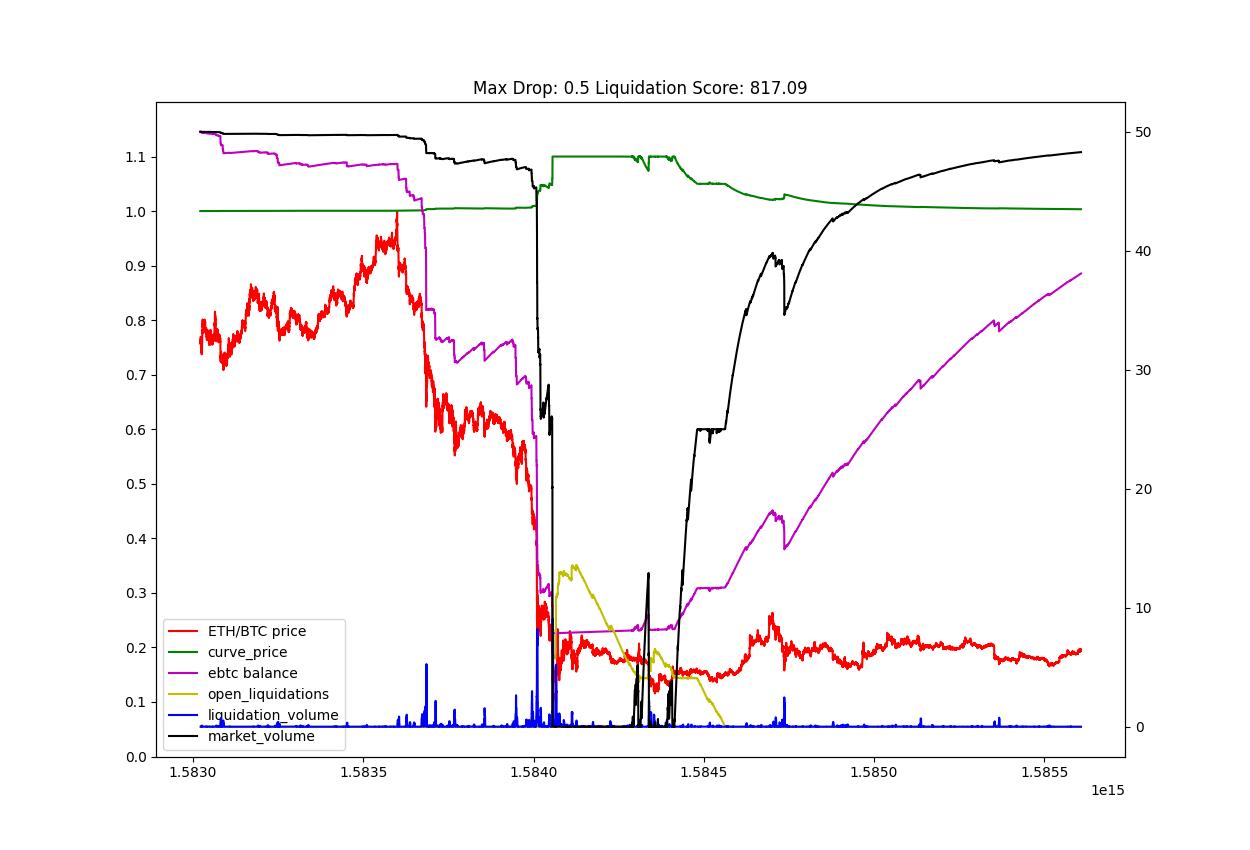 Max Drop: 0.5 Liquidation Score: 817.09
1.1
1.0
0.9
0.8
0.7
0.6
0.5
0.4
0.3
0.2
0.1
0.0
50
40
30
20
10
0
ETH/BTC price
curve_price
ebtc balance
open_liquidations
liquidation_volume
market_volume
1.5830 1.5835 1.5840 1.5845 1.5850 1.5855
1e15